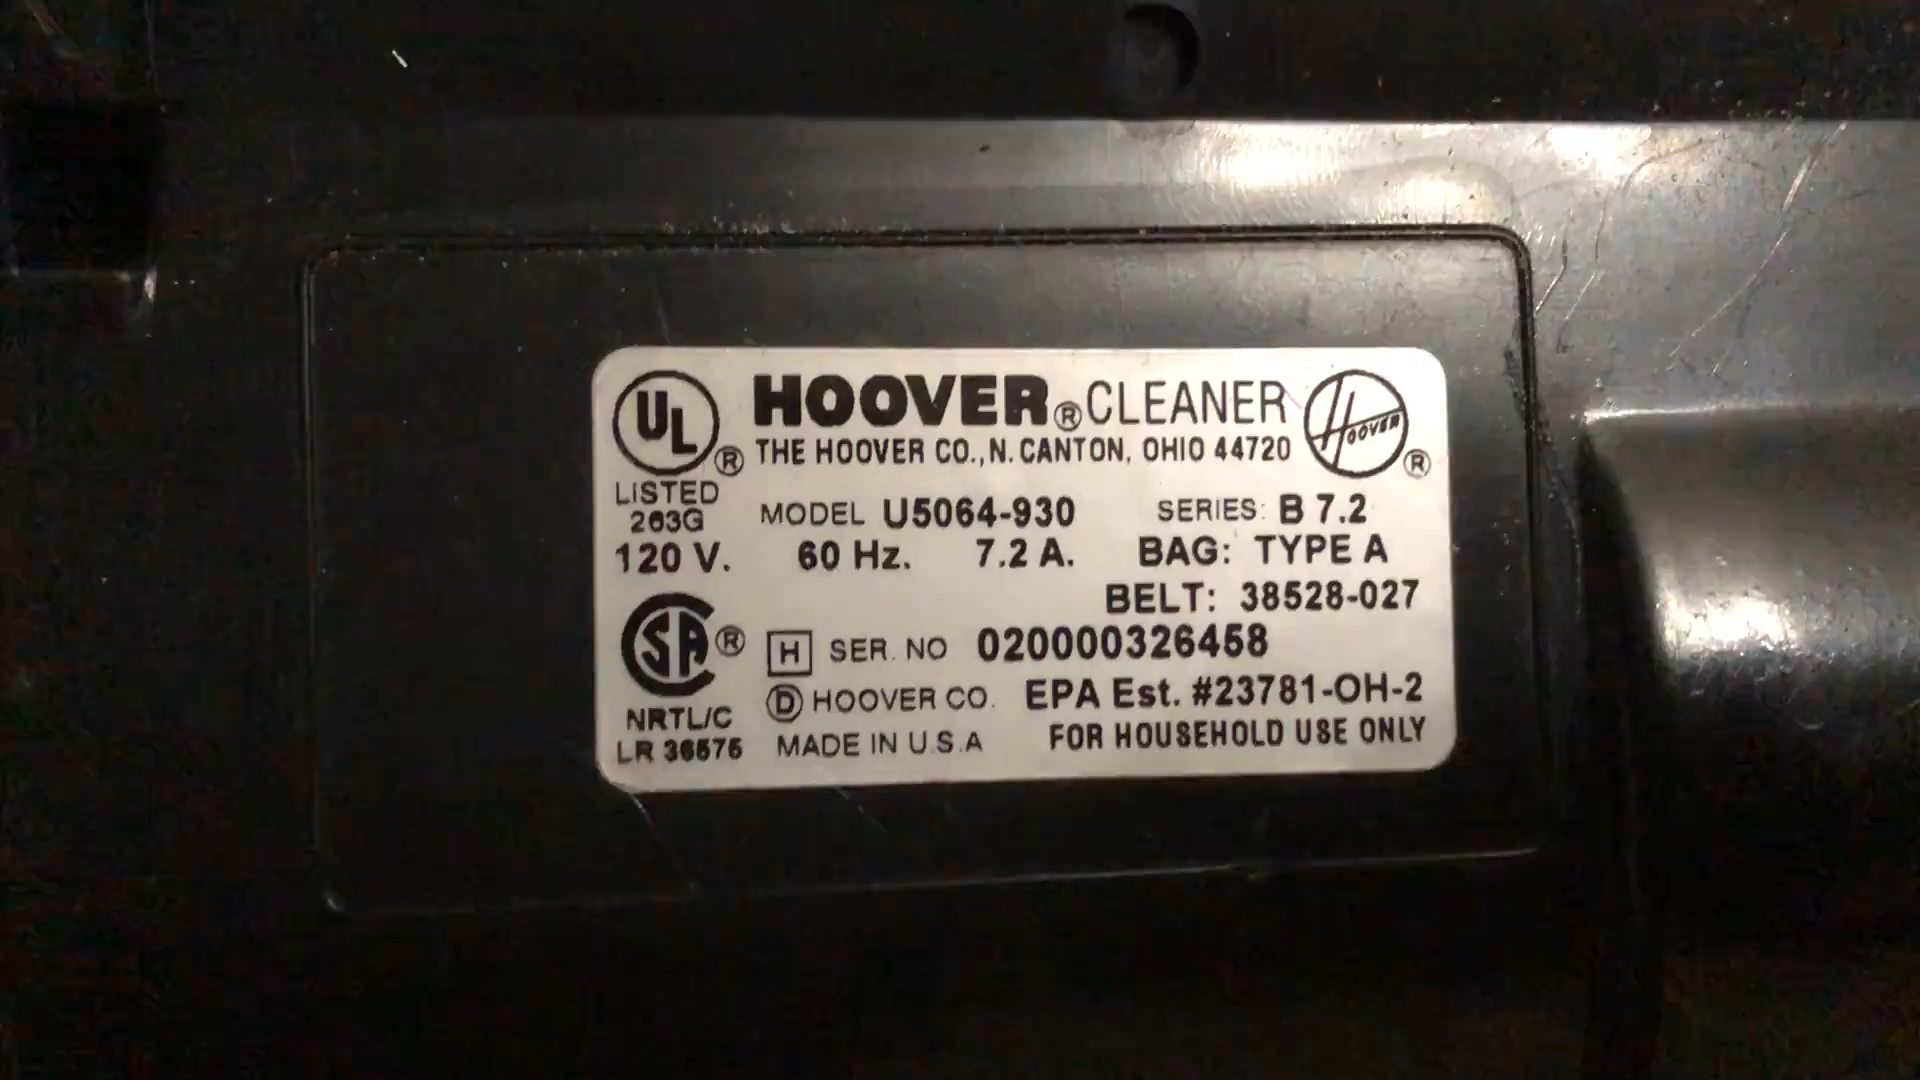 UL ® HOOVER ® CLEANER HOOVER ®
THE HOOVER CO., N. CANTON, OHIO 44720
LISTED
263G
MODEL U5064-930 SERIES: B 7.2
120 V. 60 Hz. 7.2 A. BAG: TYPE A
BELT: 38528-027
SA ® H SER. NO 020000326458
D HOOVER CO. EPA Est. #23781-OH-2
NRTL/C
LR 36575 MADE IN U.S.A FOR HOUSEHOLD USE ONLY